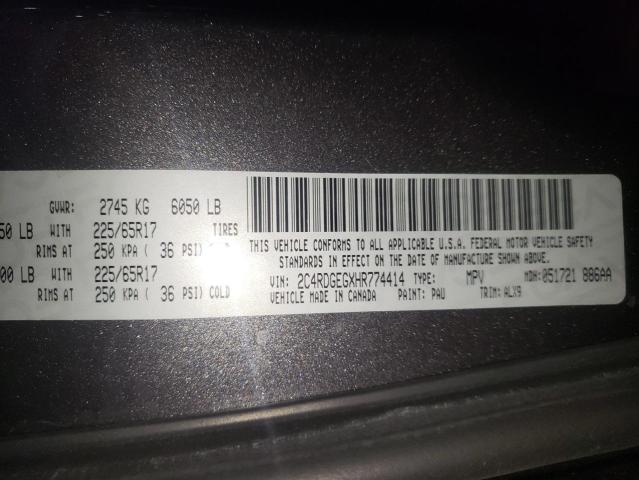 GVWR: 2745 KG 6050 LB
50 LB WITH 225/65R17 TIRES
RIMS AT 250 KPA ( 36 PSI) COLD
00 LB WITH 225/65R17
RIMS AT 250 KPA ( 36 PSI) COLD
THIS VEHICLE CONFORMS TO ALL APPLICABLE U.S.A. FEDERAL MOTOR VEHICLE SAFETY
STANDARDS IN EFFECT ON THE DATE OF MANUFACTURE SHOWN ABOVE.
VIN: 2C4RDGEGXHR774414 TYPE: MPV MDH: 051721 886AA
VEHICLE MADE IN CANADA PAINT: PAU TRIM: ALX9